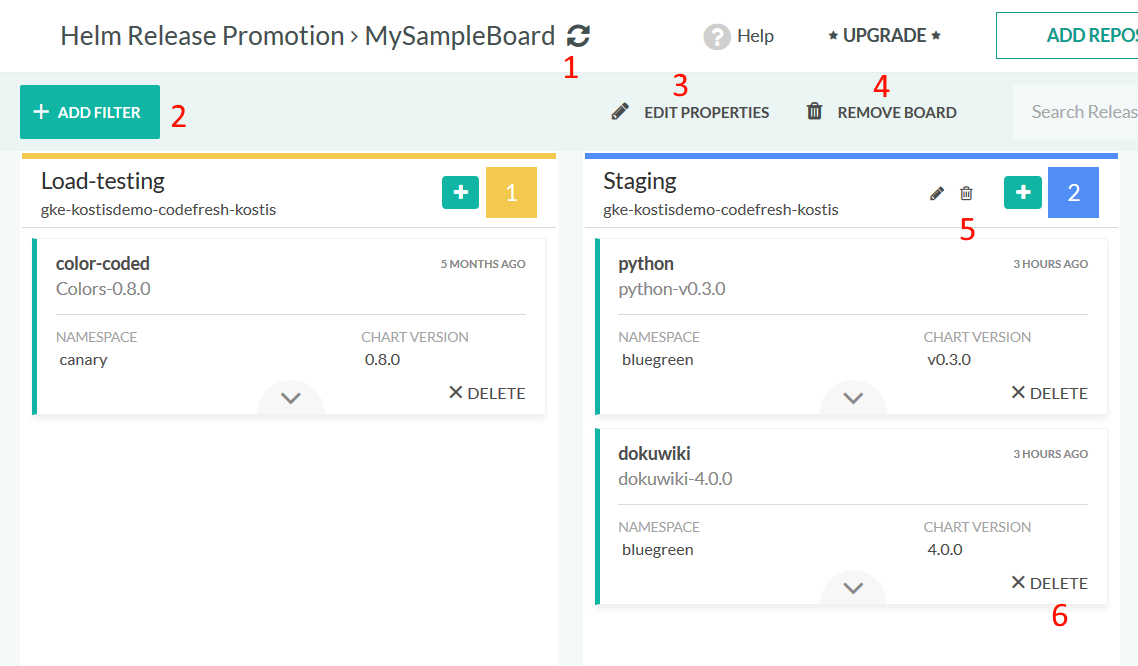 Helm Release Promotion › MySampleBoard
1
? Help
★ UPGRADE ★
ADD REPOS
+ ADD FILTER
2
3
EDIT PROPERTIES
4
REMOVE BOARD
Search Releas
Load-testing
gke-kostisdemo-codefresh-kostis
+
1
color-coded
5 MONTHS AGO
Colors-0.8.0
NAMESPACE
CHART VERSION
canary
0.8.0
× DELETE
Staging
gke-kostisdemo-codefresh-kostis
5
+
2
python
3 HOURS AGO
python-v0.3.0
NAMESPACE
CHART VERSION
bluegreen
v0.3.0
× DELETE
dokuwiki
3 HOURS AGO
dokuwiki-4.0.0
NAMESPACE
CHART VERSION
bluegreen
4.0.0
× DELETE
6